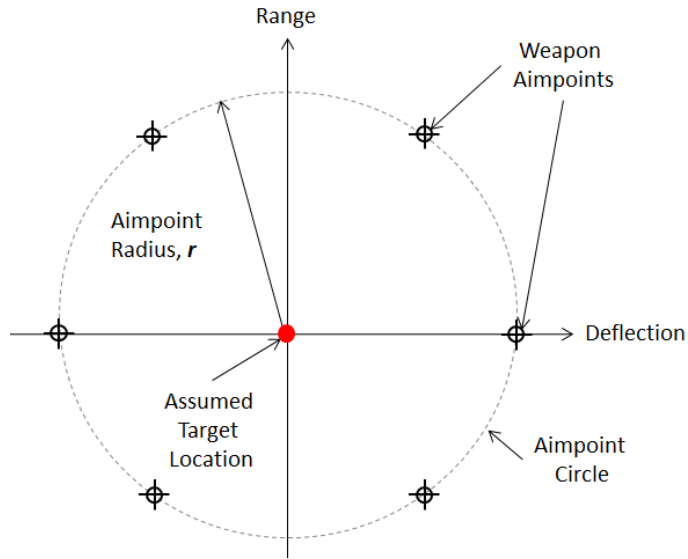 Range
Weapon
Aimpoints
Aimpoint
Radius, r
Deflection
Assumed
Target
Location
Aimpoint
Circle